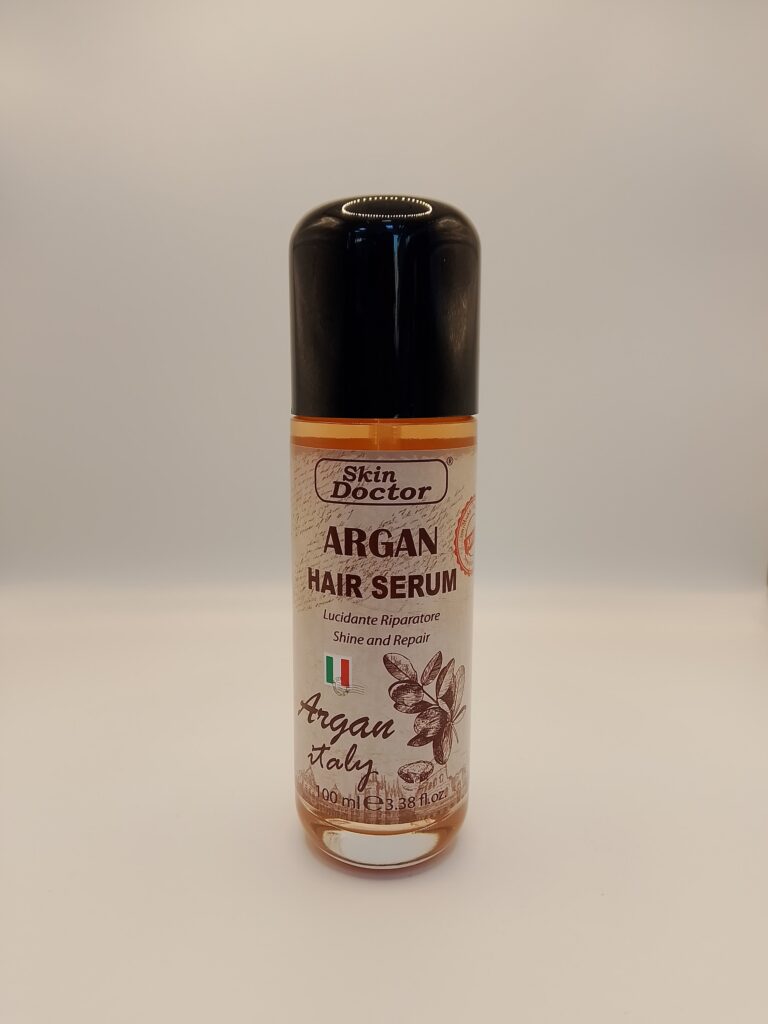 Skin
Doctor®
ARGAN
HAIR SERUM
Lucidante Riparatore
Shine and Repair
Argan
italy
100 ml ℮ 3.38 fl.oz.